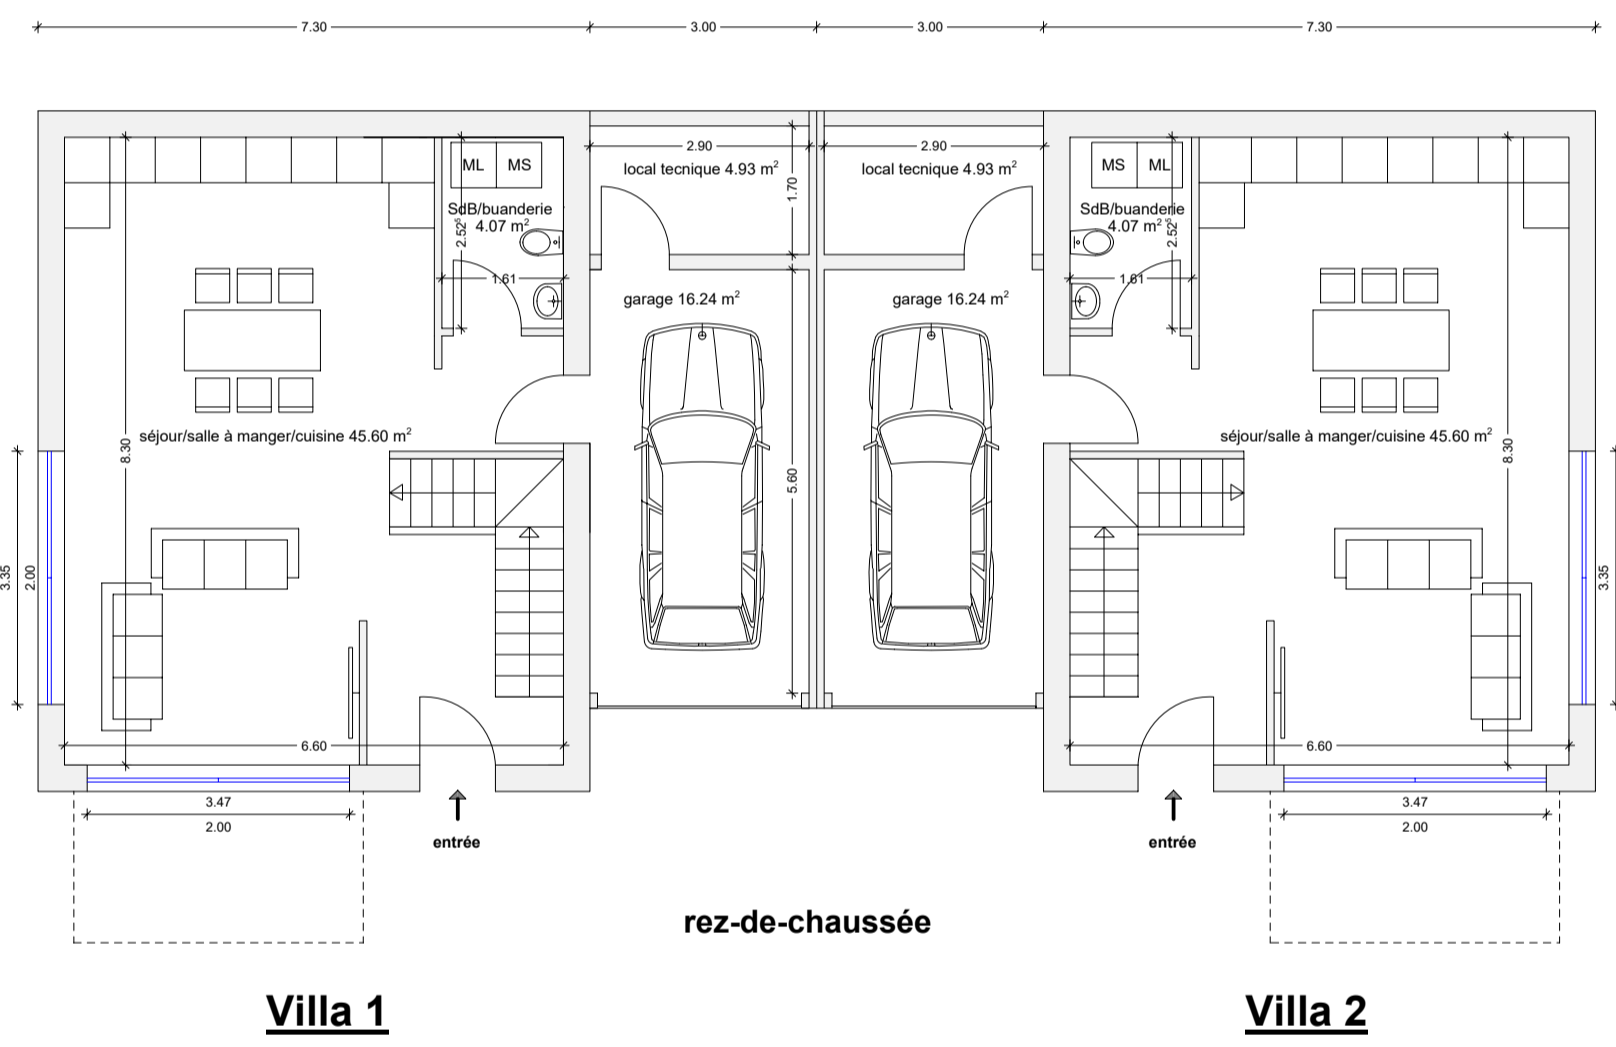 7.30 3.00 3.00 7.30
2.90 2.90
ML MS
local tecnique 4.93 m²
local tecnique 4.93 m²
MS ML
1.70
SdB/buanderie
4.07 m²
2.52⁵
SdB/buanderie
4.07 m²
2.52⁵
1.61
1.61
garage 16.24 m²
garage 16.24 m²
séjour/salle à manger/cuisine 45.60 m²
8.30
séjour/salle à manger/cuisine 45.60 m²
8.30
5.60
3.35
2.00
3.35
6.60
6.60
3.47
2.00
3.47
2.00
entrée
entrée
rez-de-chaussée
Villa 1
Villa 2